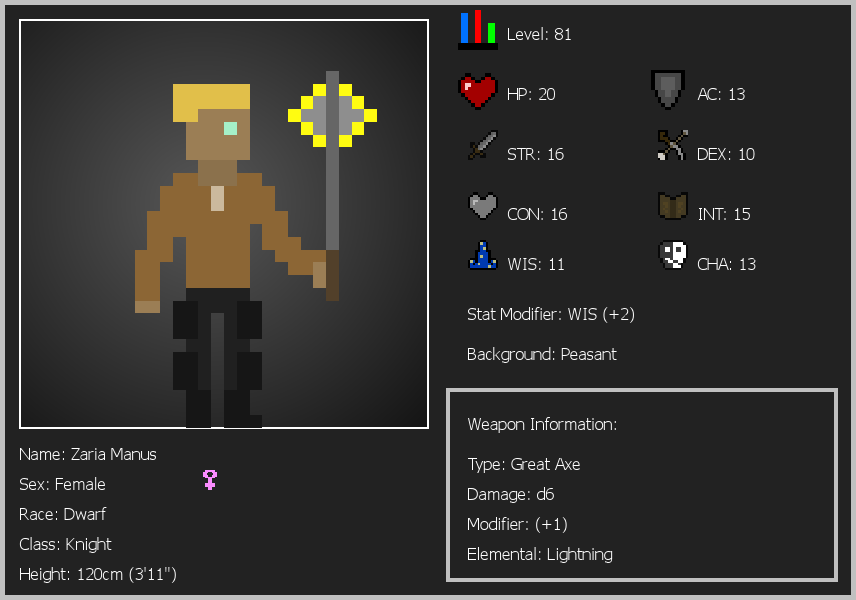 Level: 81
HP: 20
AC: 13
STR: 16
DEX: 10
CON: 16
INT: 15
WIS: 11
CHA: 13
Stat Modifier: WIS (+2)
Background: Peasant
Weapon Information:
Type: Great Axe
Damage: d6
Modifier: (+1)
Elemental: Lightning
Name: Zaria Manus
Sex: Female
Race: Dwarf
Class: Knight
Height: 120cm (3'11")